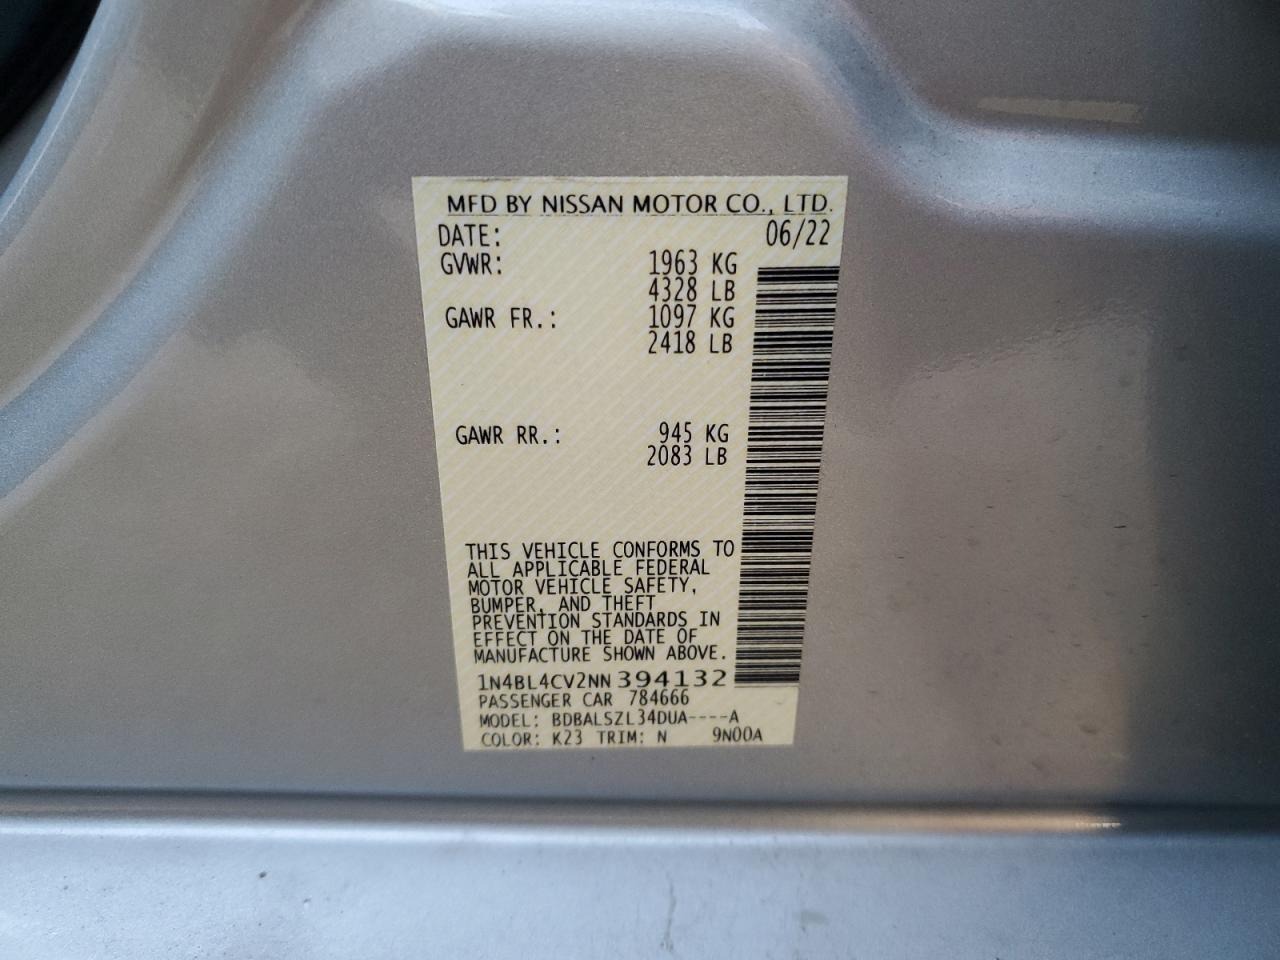 MFD BY NISSAN MOTOR CO., LTD.
DATE: 06/22
GVWR: 1963 KG
4328 LB
GAWR FR.: 1097 KG
2418 LB
GAWR RR.: 945 KG
2083 LB
THIS VEHICLE CONFORMS TO
ALL APPLICABLE FEDERAL
MOTOR VEHICLE SAFETY,
BUMPER, AND THEFT
PREVENTION STANDARDS IN
EFFECT ON THE DATE OF
MANUFACTURE SHOWN ABOVE.
1N4BL4CV2NN394132
PASSENGER CAR 784666
MODEL: BDBALSZL34DUA----A
COLOR: K23 TRIM: N 9N00A